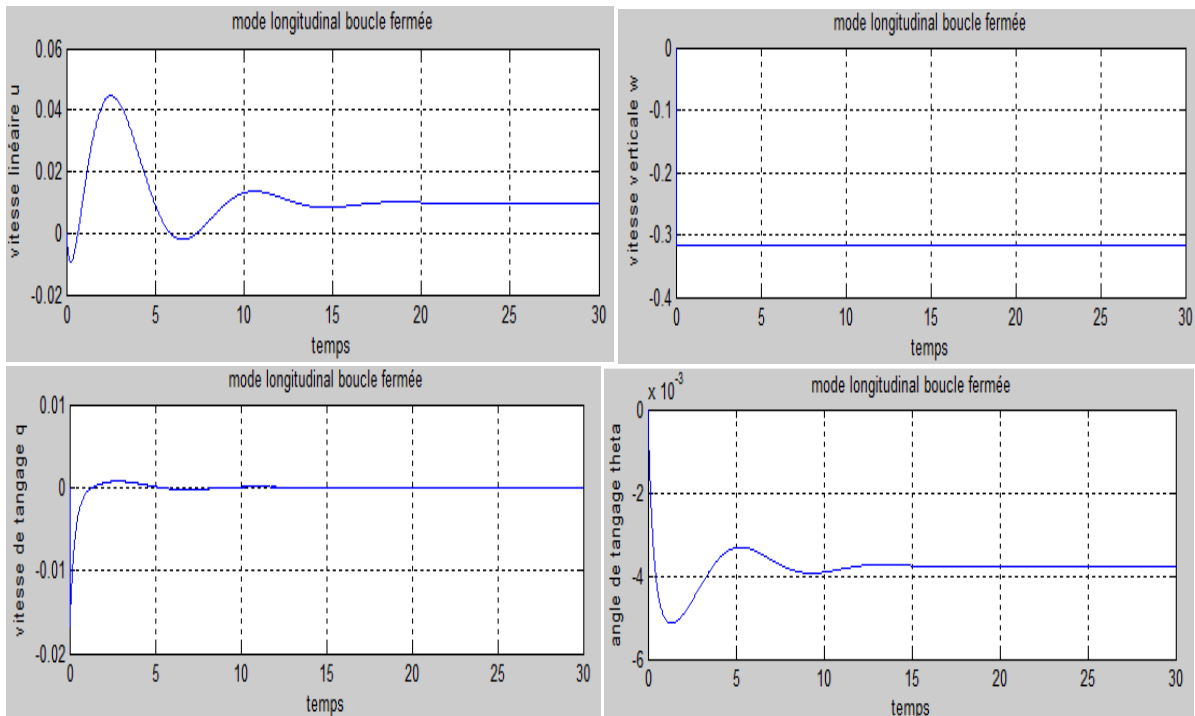 mode longitudinal boucle fermée
vitesse linéaire u
0.06
0.04
0.02
0
-0.02
0 5 10 15 20 25 30
temps
mode longitudinal boucle fermée
vitesse verticale w
0
-0.1
-0.2
-0.3
-0.4
0 5 10 15 20 25 30
temps
mode longitudinal boucle fermée
vitesse de tangage q
0.01
0
-0.01
-0.02
0 5 10 15 20 25 30
temps
x 10-3
mode longitudinal boucle fermée
angle de tangage theta
0
-2
-4
-6
0 5 10 15 20 25 30
temps